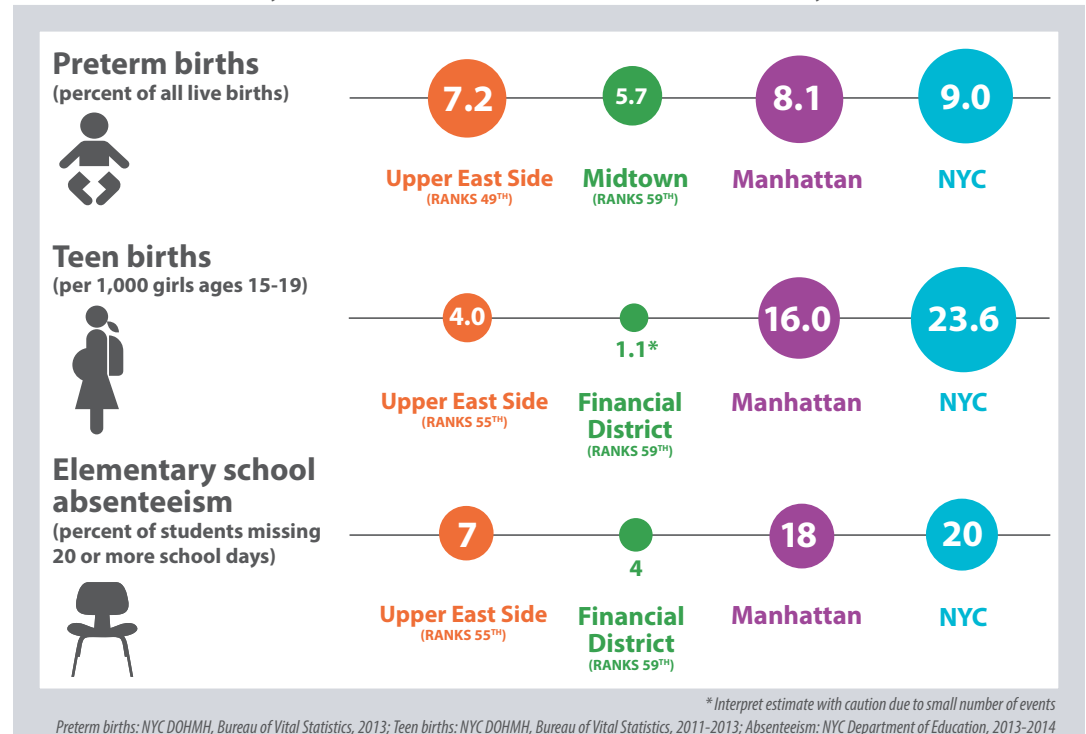 Preterm births
(percent of all live births)
7.2
5.7
8.1
9.0
Upper East Side
(RANKS 49TH)
Midtown
(RANKS 59TH)
Manhattan
NYC
Teen births
(per 1,000 girls ages 15-19)
4.0
1.1*
16.0
23.6
Upper East Side
(RANKS 55TH)
Financial
District
(RANKS 59TH)
Manhattan
NYC
Elementary school
absenteeism
(percent of students missing
20 or more school days)
7
4
18
20
Upper East Side
(RANKS 55TH)
Financial
District
(RANKS 59TH)
Manhattan
NYC
* Interpret estimate with caution due to small number of events
Preterm births: NYC DOHMH, Bureau of Vital Statistics, 2013; Teen births: NYC DOHMH, Bureau of Vital Statistics, 2011-2013; Absenteeism: NYC Department of Education, 2013-2014